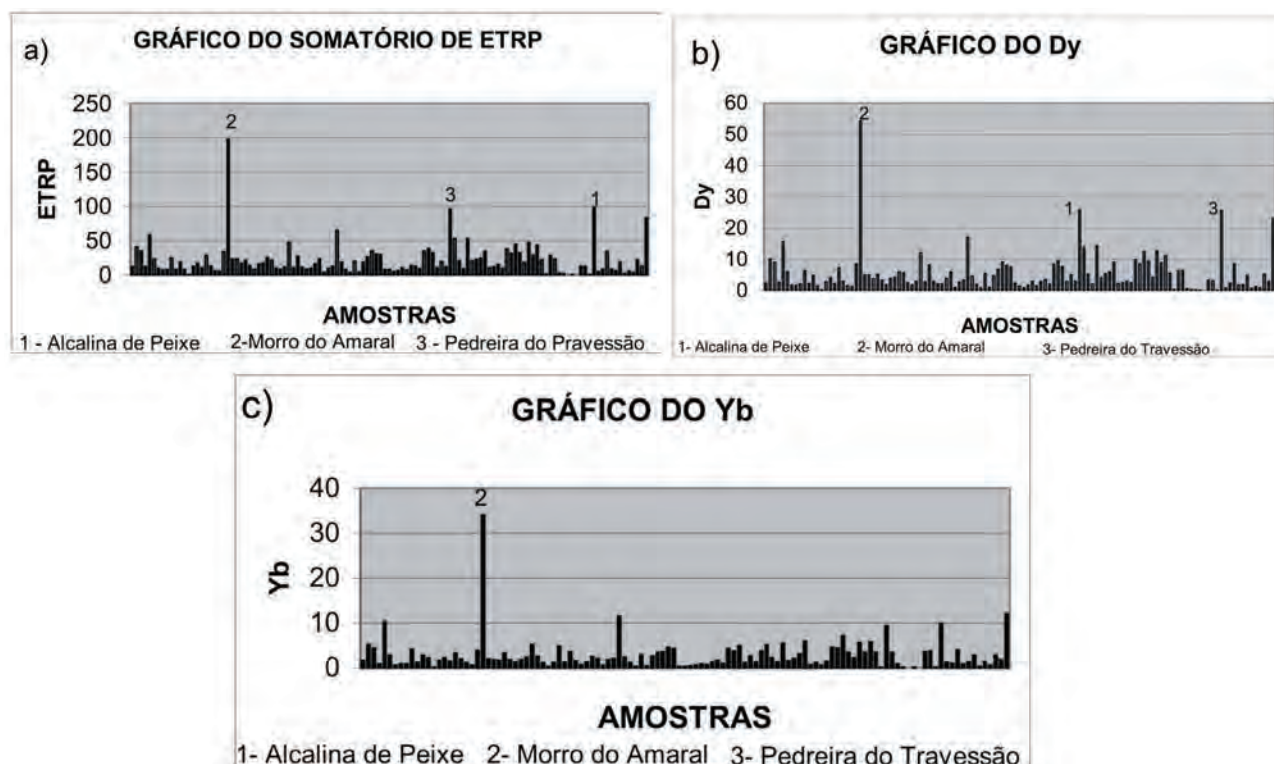 a)
GRÁFICO DO SOMATÓRIO DE ETRP
250
200
150
100
50
0
ETRP
2
3
1
AMOSTRAS
1 - Alcalina de Peixe 2-Morro do Amaral 3 - Pedreira do Pravessão
b)
GRÁFICO DO Dy
60
50
40
30
20
10
0
Dy
2
1
3
AMOSTRAS
1- Alcalina de Peixe 2- Morro do Amaral 3- Pedreira do Travessão
c)
GRÁFICO DO Yb
40
30
20
10
0
Yb
2
AMOSTRAS
1- Alcalina de Peixe 2- Morro do Amaral 3- Pedreira do Travessão